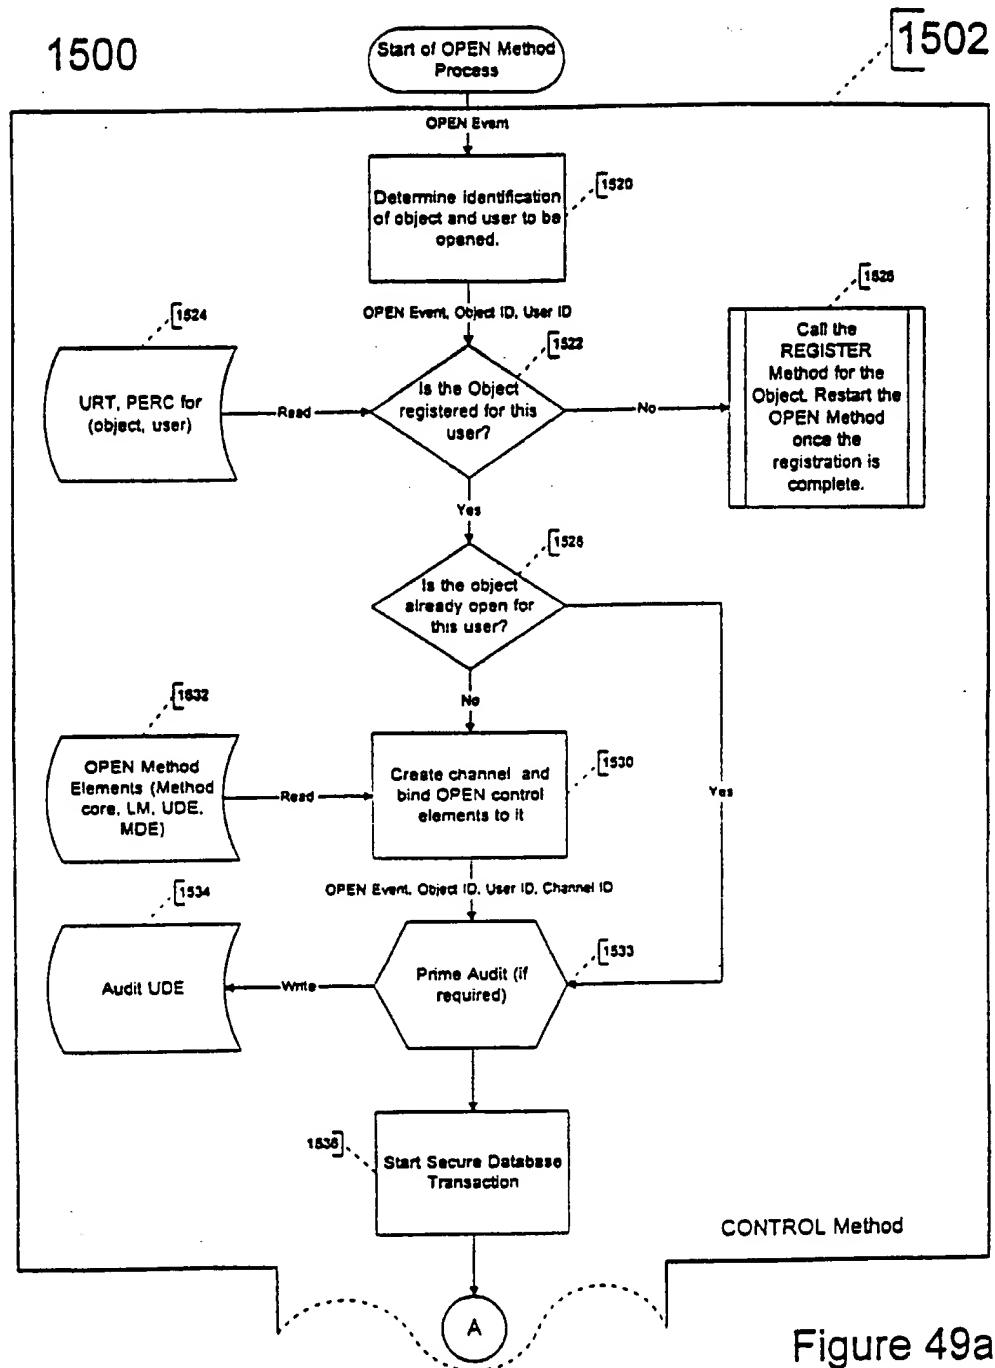 1500
Start of OPEN Method
Process
1502
OPEN Event
Determine identification
of object and user to be
opened.
1520
OPEN Event, Object ID, User ID
1524
URT, PERC for
(object, user)
Read
1522
Is the Object
registered for this
user?
No
1526
Call the
REGISTER
Method for the
Object. Restart the
OPEN Method
once the
registration is
complete.
Yes
1528
Is the object
already open for
this user?
No
Yes
1532
OPEN Method
Elements (Method
core, LM, UDE,
MDE)
Read
1530
Create channel and
bind OPEN control
elements to it
OPEN Event, Object ID, User ID, Channel ID
1534
Audit UDE
Write
1533
Prime Audit (if
required)
1536
Start Secure Database
Transaction
CONTROL Method
A
Figure 49a